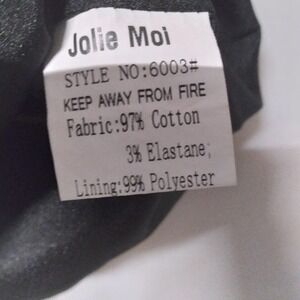 Jolie Moi
STYLE NO:6003#
KEEP AWAY FROM FIRE
Fabric:97% Cotton
3% Elastane;
Lining:99% Polyester